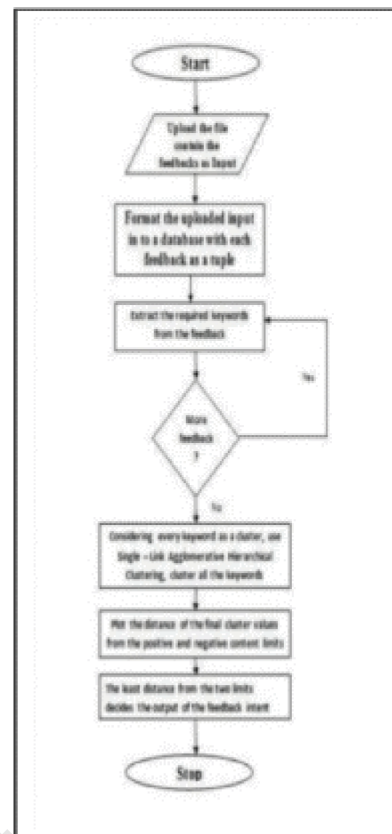 Start
Upload the file
contain the
feedbacks as Input
Format the uploaded input
in to a database with each
feedback as a tuple
Extract the required keywords
from the feedback
Yes
More
feedback
?
No
Considering every keyword as a cluster, use
Single - Link Agglomerative Hierarchical
Clustering, cluster all the keywords
Plot the distance of the final cluster values
from the positive and negative content limits
The least distance from the two limits
decides the output of the feedback intent
Stop